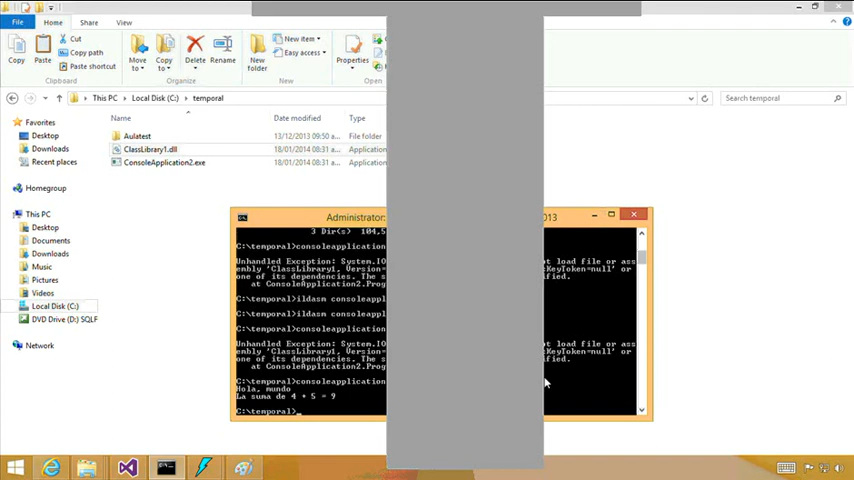 File Home Share View
Cut
Copy path
Paste shortcut
Copy Paste
Move to
Copy to
Delete Rename
New folder
New item
Easy access
Properties
Clipboard Organize New Open
This PC Local Disk (C:) temporal
Search temporal
Name Date modified Type
Favorites
Desktop
Downloads
Recent places
Homegroup
This PC
Desktop
Documents
Downloads
Music
Pictures
Videos
Local Disk (C:)
DVD Drive (D:) SQLF
Network
Aulatest 13/12/2013 09:50 a... File folder
ClassLibrary1.dll 18/01/2014 08:31 a... Application
ConsoleApplication2.exe 18/01/2014 08:31 a... Application
Administrator: 013
3 Dir(s) 104,5
C:\temporal>consoleapplication
Unhandled Exception: System.IO ot load file or ass
embly 'ClassLibrary1, Version= cKeyToken=null' or
one of its dependencies. The s ified.
at ConsoleApplication2.Prog
C:\temporal>ildasm consoleappl
C:\temporal>ildasm consoleappl
C:\temporal>consoleapplication
Unhandled Exception: System.IO ot load file or ass
embly 'ClassLibrary1, Version= cKeyToken=null' or
one of its dependencies. The s ified.
at ConsoleApplication2.Prog
C:\temporal>consoleapplication
Hola, mundo
La suma de 4 + 5 = 9
C:\temporal>_